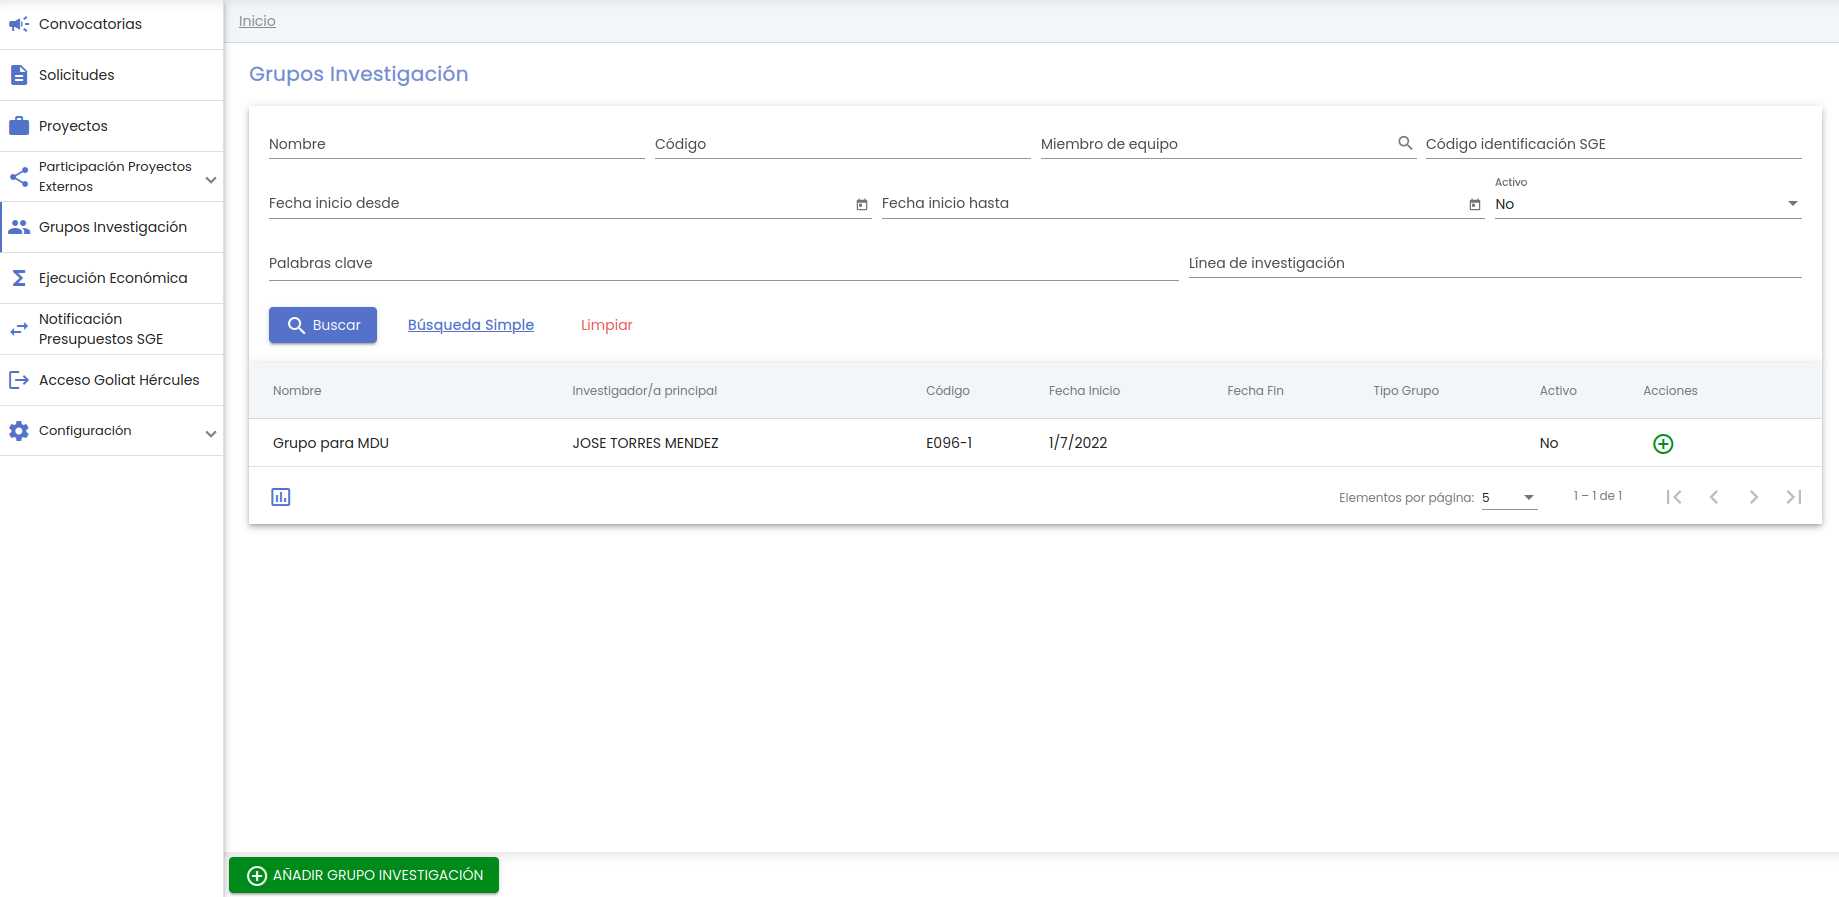 Convocatorias
Solicitudes
Proyectos
Participación Proyectos
Externos
Grupos Investigación
Ejecución Económica
Notificación
Presupuestos SGE
Acceso Goliat Hércules
Configuración
Inicio
Grupos Investigación
Nombre Código Miembro de equipo Código identificación SGE
Activo
Fecha inicio desde Fecha inicio hasta No
Palabras clave Línea de investigación
Buscar Búsqueda Simple Limpiar
Nombre Investigador/a principal Código Fecha Inicio Fecha Fin Tipo Grupo Activo Acciones
Grupo para MDU JOSE TORRES MENDEZ E096-1 1/7/2022 No
Elementos por página: 5 1 – 1 de 1
AÑADIR GRUPO INVESTIGACIÓN